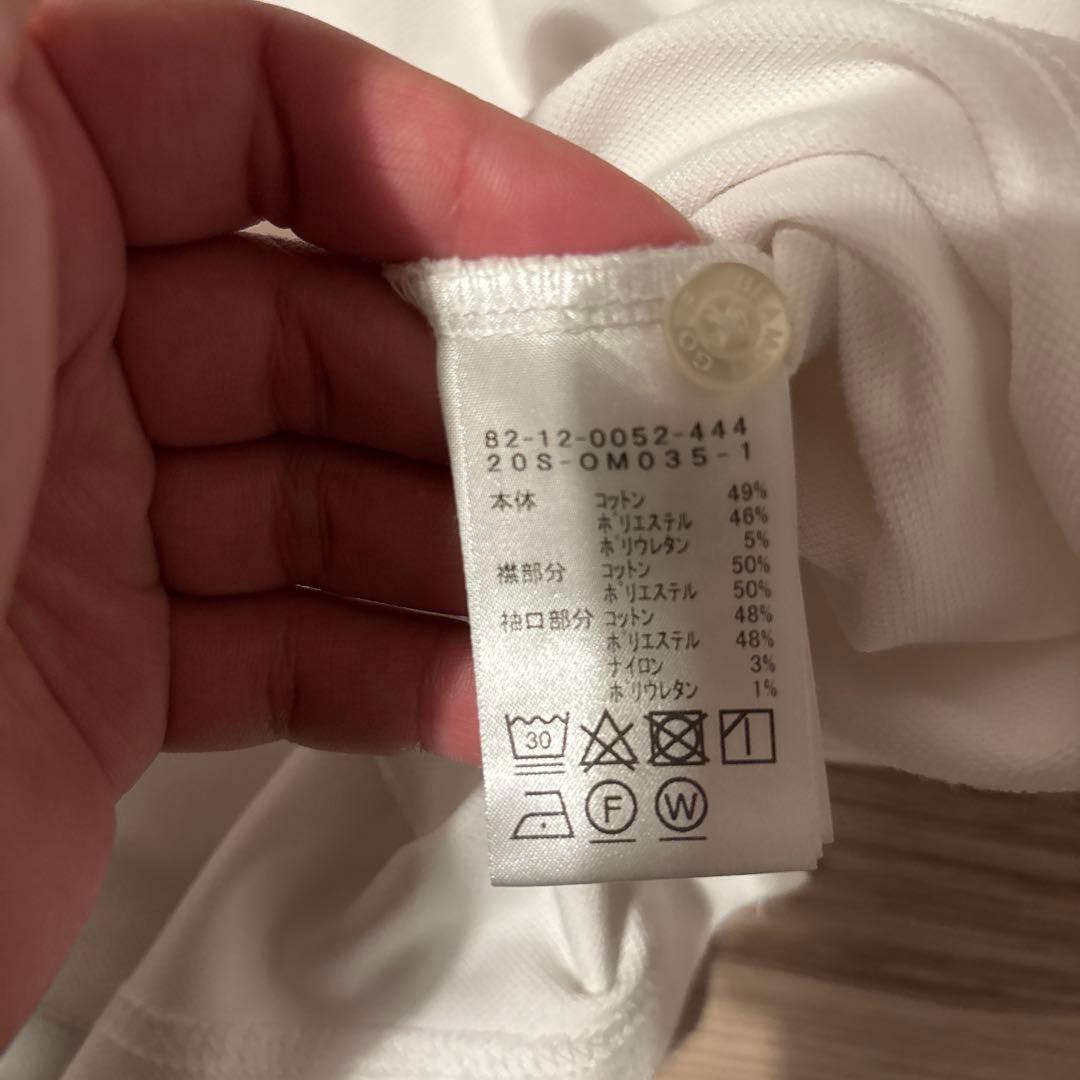 BEAMS GO
82-12-0052-444
20S-OM035-1
本体 コットン 49%
ポリエステル 46%
ポリウレタン 5%
襟部分 コットン 50%
ポリエステル 50%
袖口部分 コットン 48%
ポリエステル 48%
ナイロン 3%
ポリウレタン 1%
30
F W